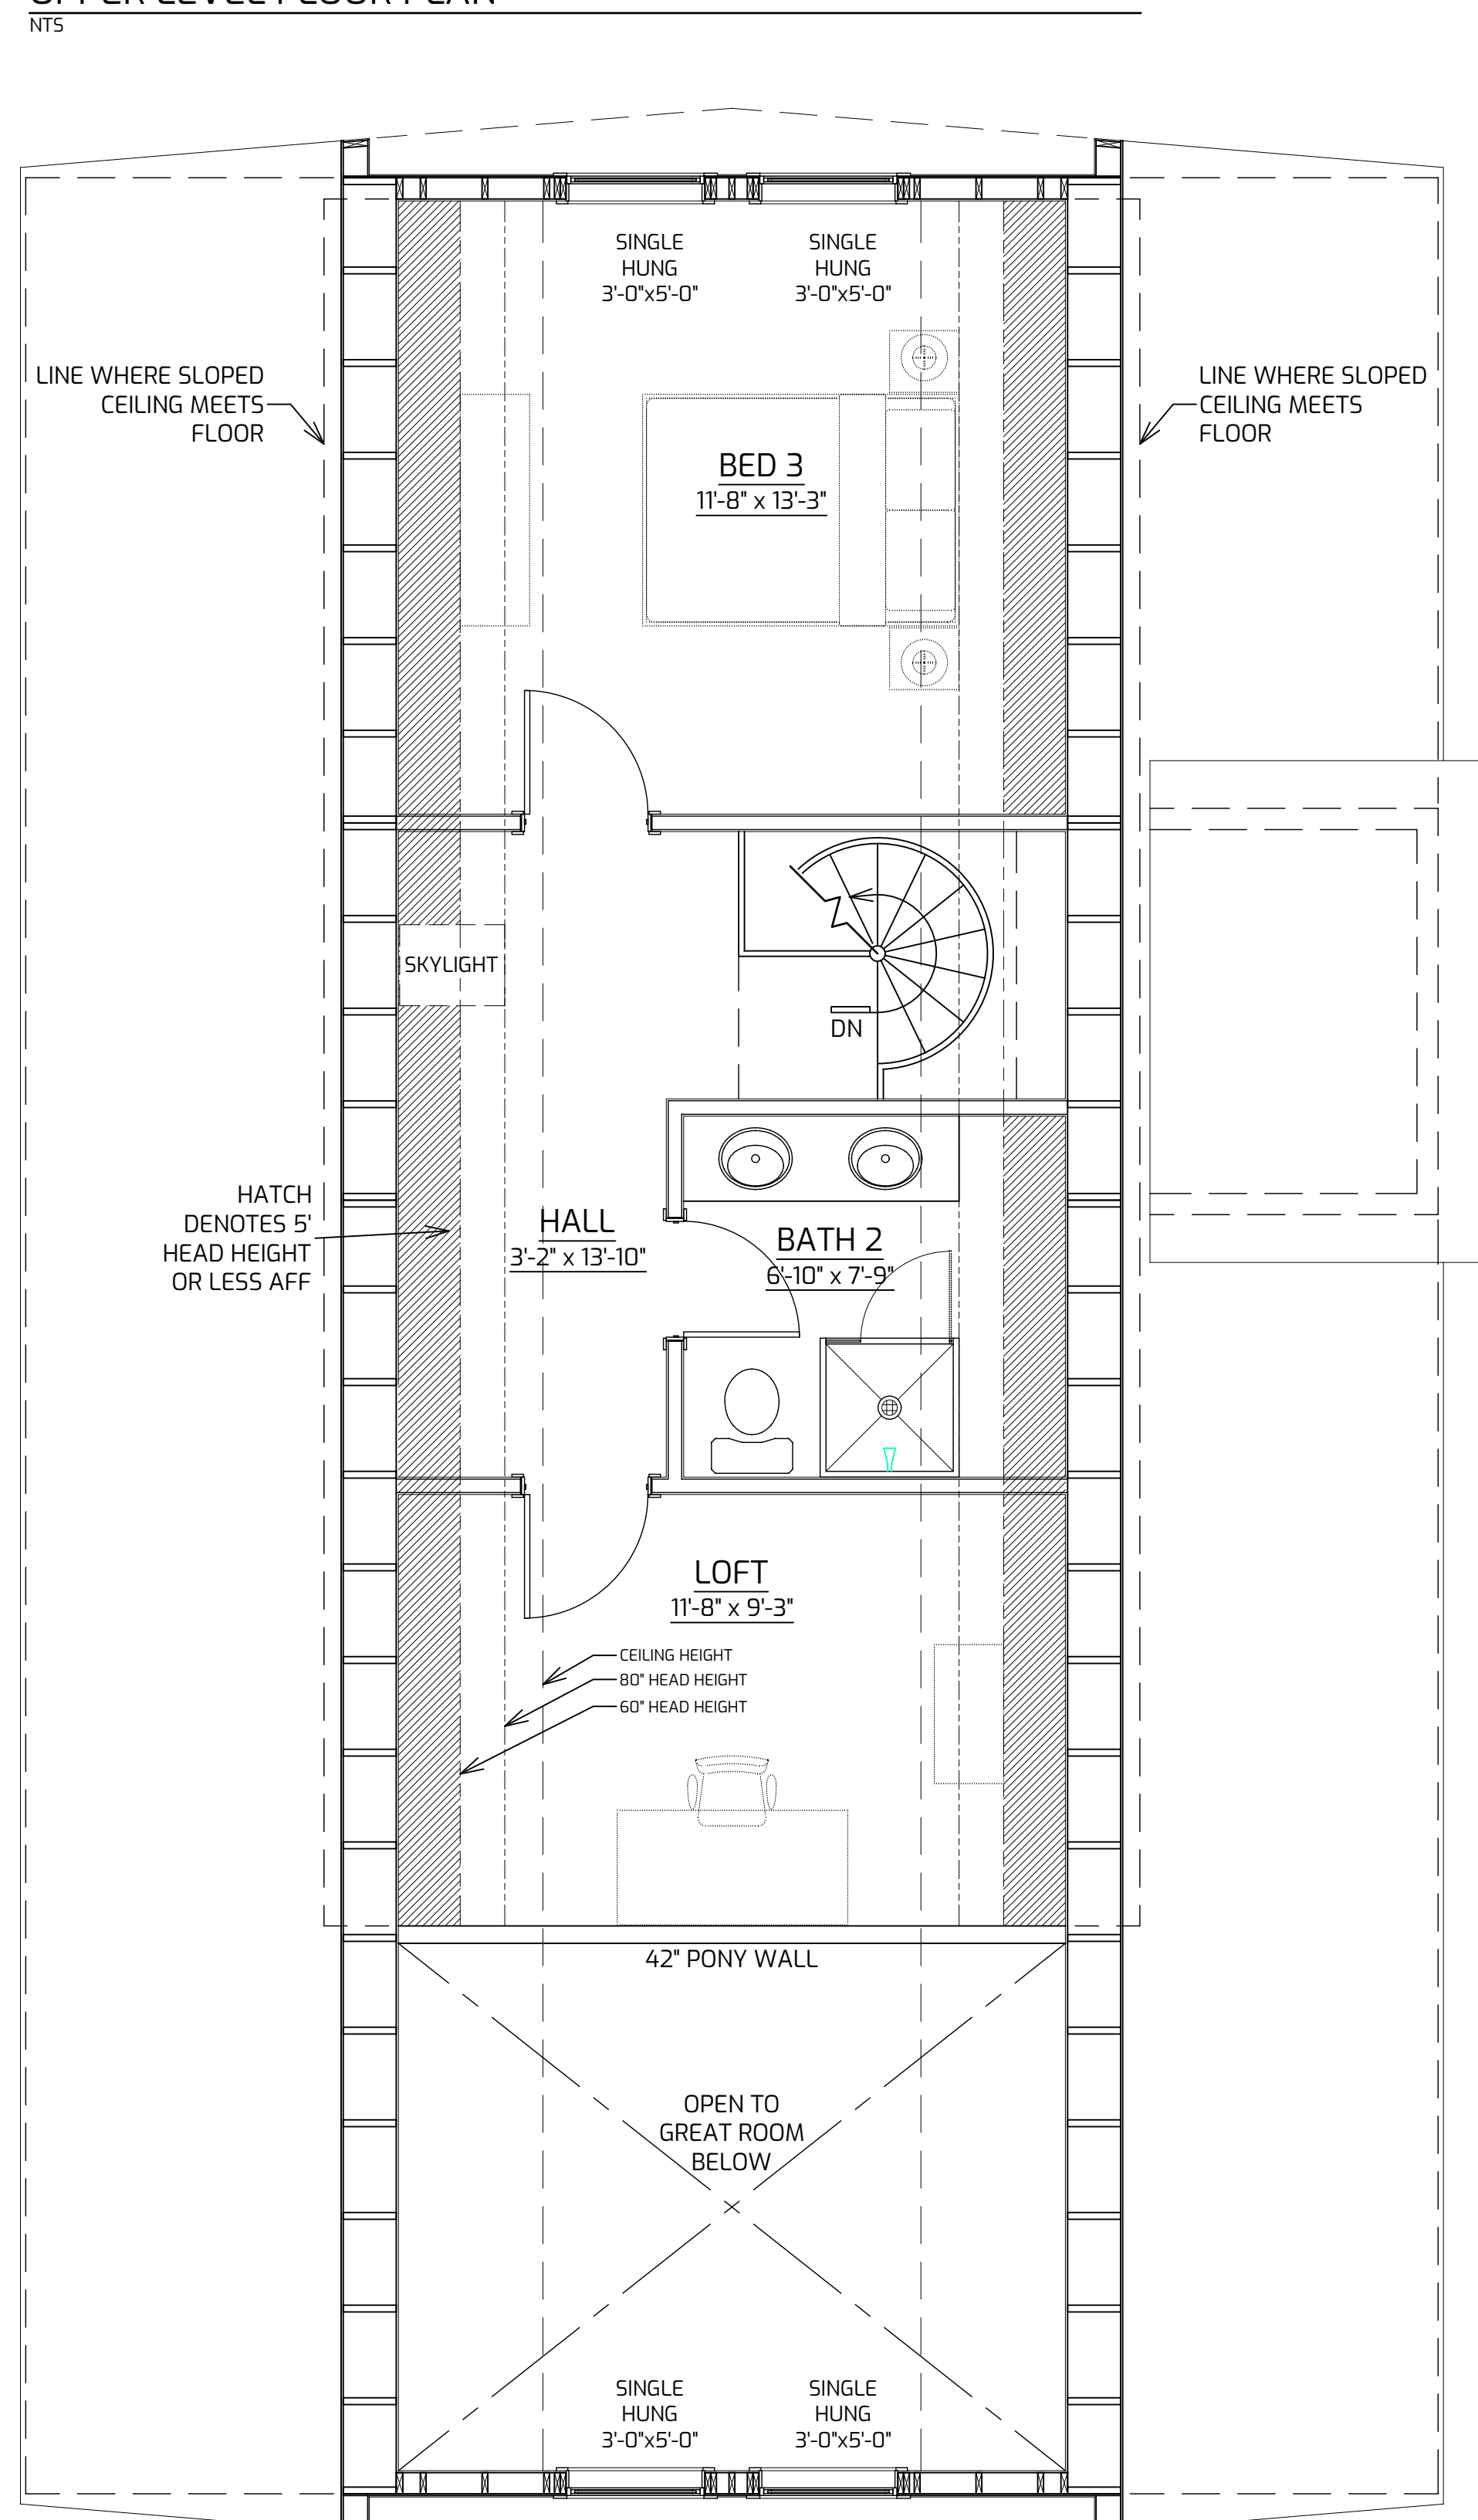 UPPER LEVEL FLOOR PLAN
NTS
SINGLE
HUNG
3'-0"x5'-0"
SINGLE
HUNG
3'-0"x5'-0"
LINE WHERE SLOPED
CEILING MEETS
FLOOR
LINE WHERE SLOPED
CEILING MEETS
FLOOR
BED 3
11'-8" x 13'-3"
SKYLIGHT
DN
HATCH
DENOTES 5'
HEAD HEIGHT
OR LESS AFF
HALL
3'-2" x 13'-10"
BATH 2
6'-10" x 7'-9"
LOFT
11'-8" x 9'-3"
CEILING HEIGHT
80" HEAD HEIGHT
60" HEAD HEIGHT
42" PONY WALL
OPEN TO
GREAT ROOM
BELOW
SINGLE
HUNG
3'-0"x5'-0"
SINGLE
HUNG
3'-0"x5'-0"